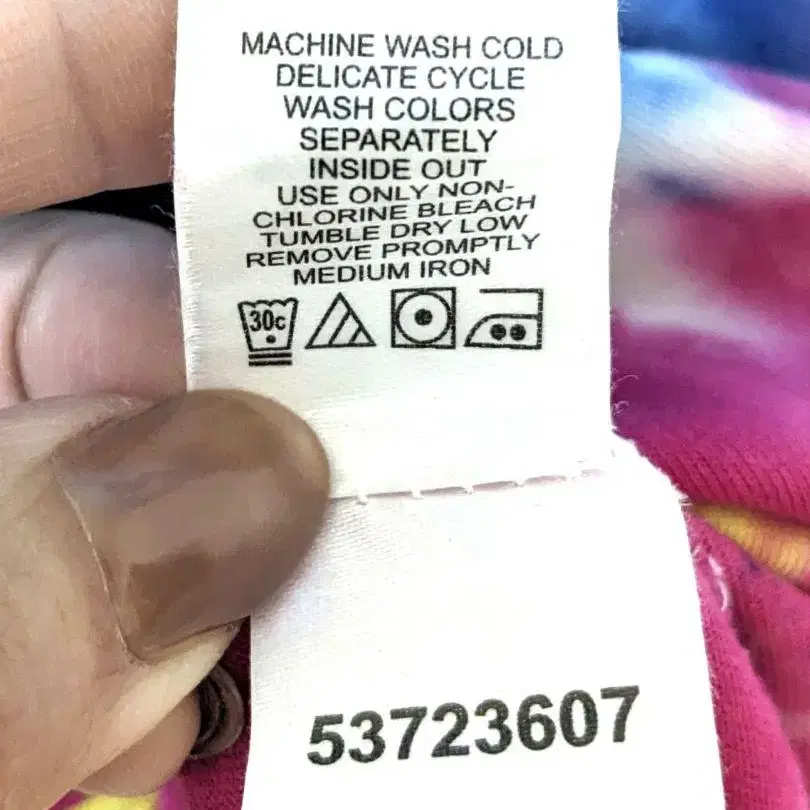 MACHINE WASH COLD
DELICATE CYCLE
WASH COLORS
SEPARATELY
INSIDE OUT
USE ONLY NON-
CHLORINE BLEACH
TUMBLE DRY LOW
REMOVE PROMPTLY
MEDIUM IRON
30c
53723607